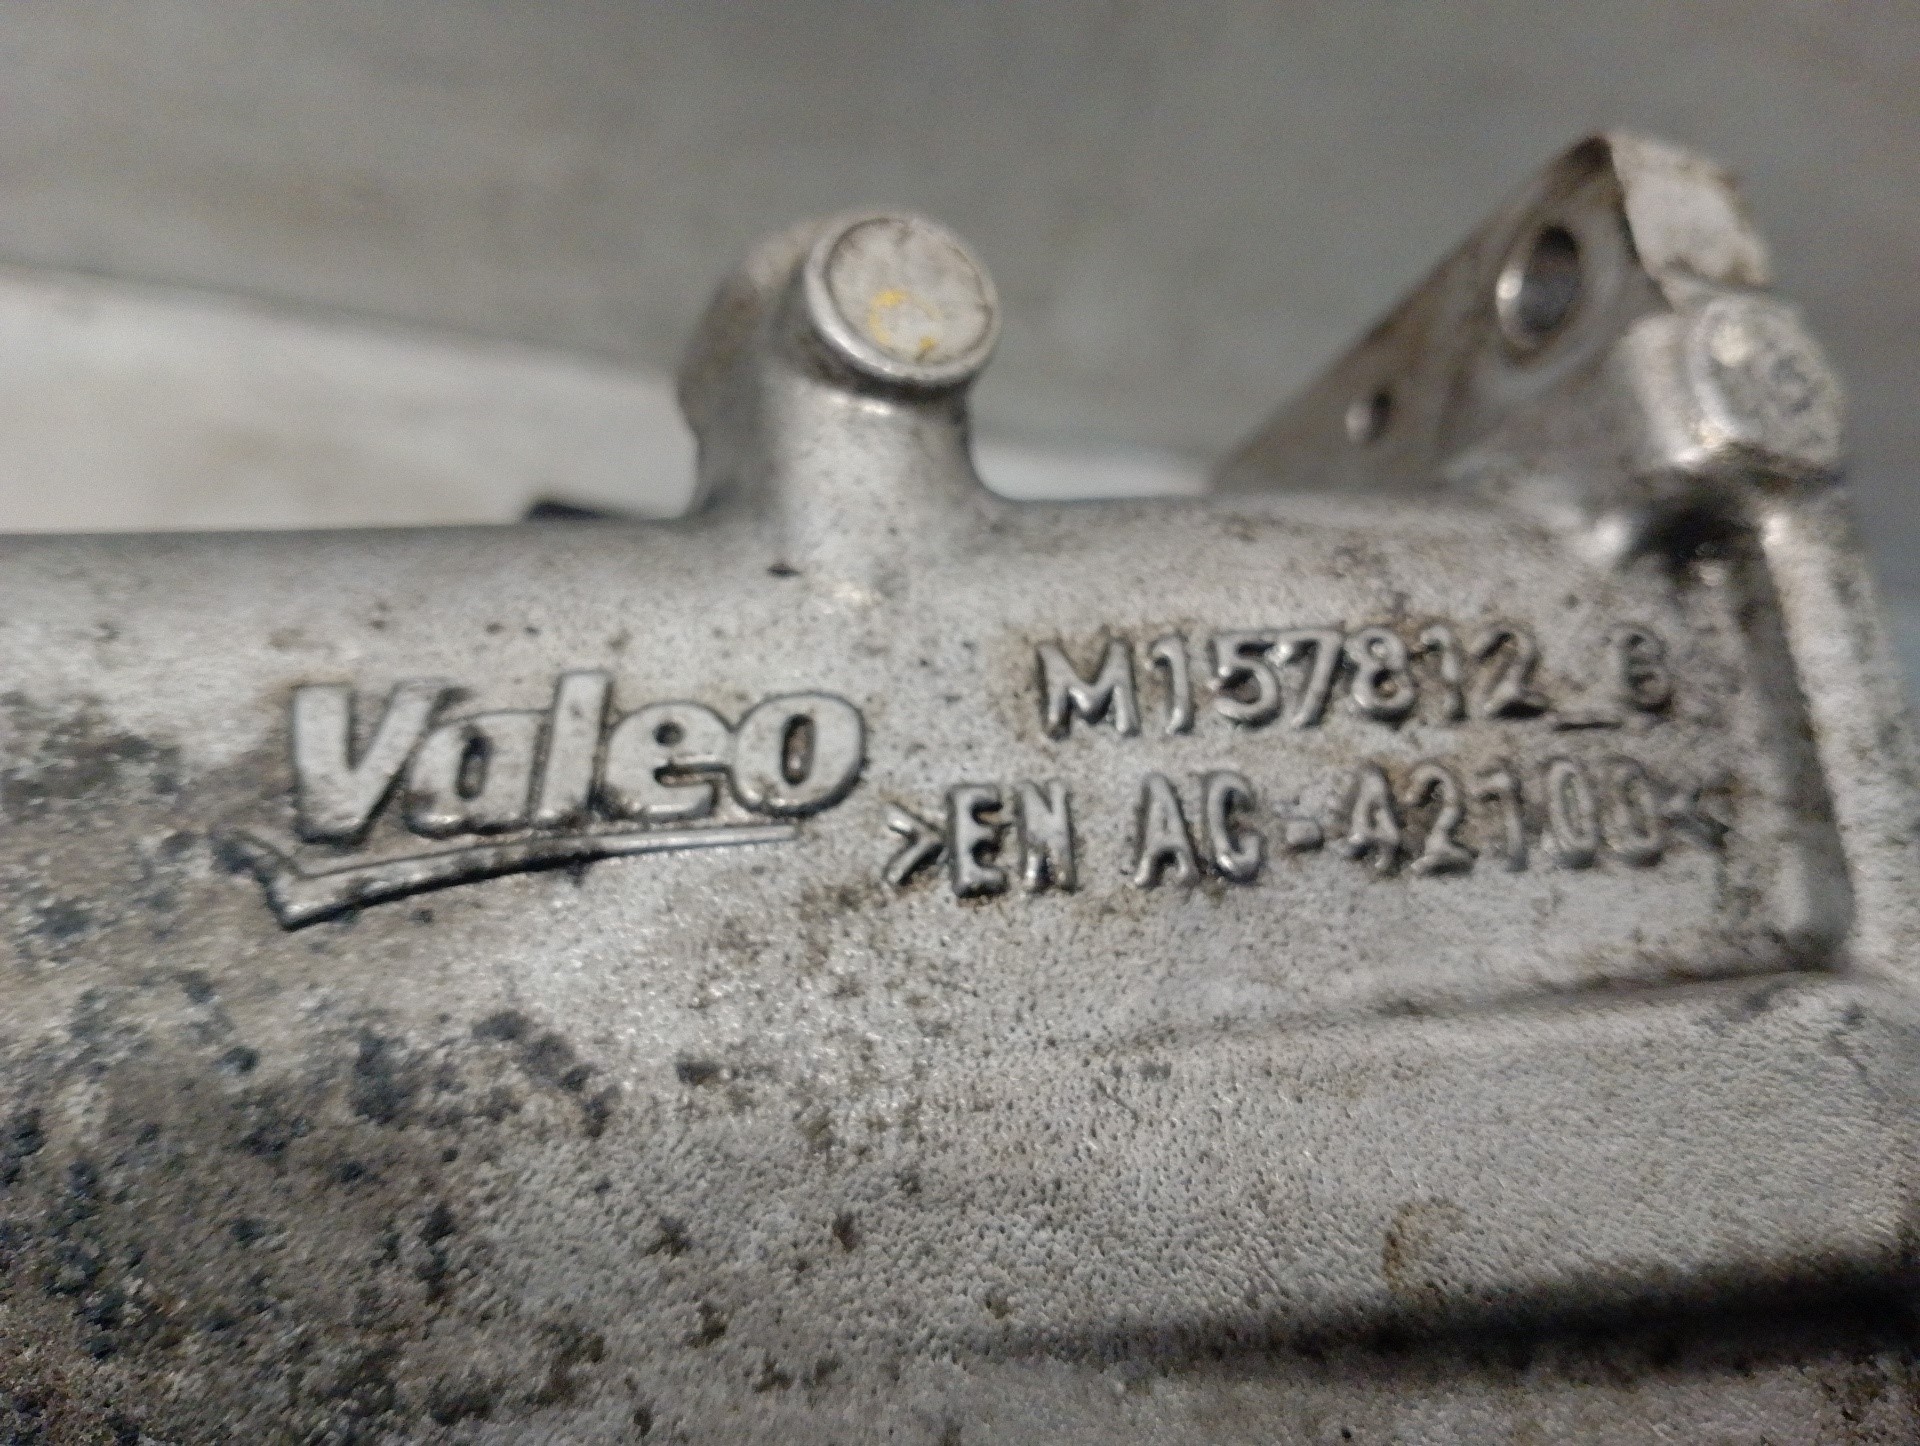 Valeo
M157812_B
>EN AC-42100<